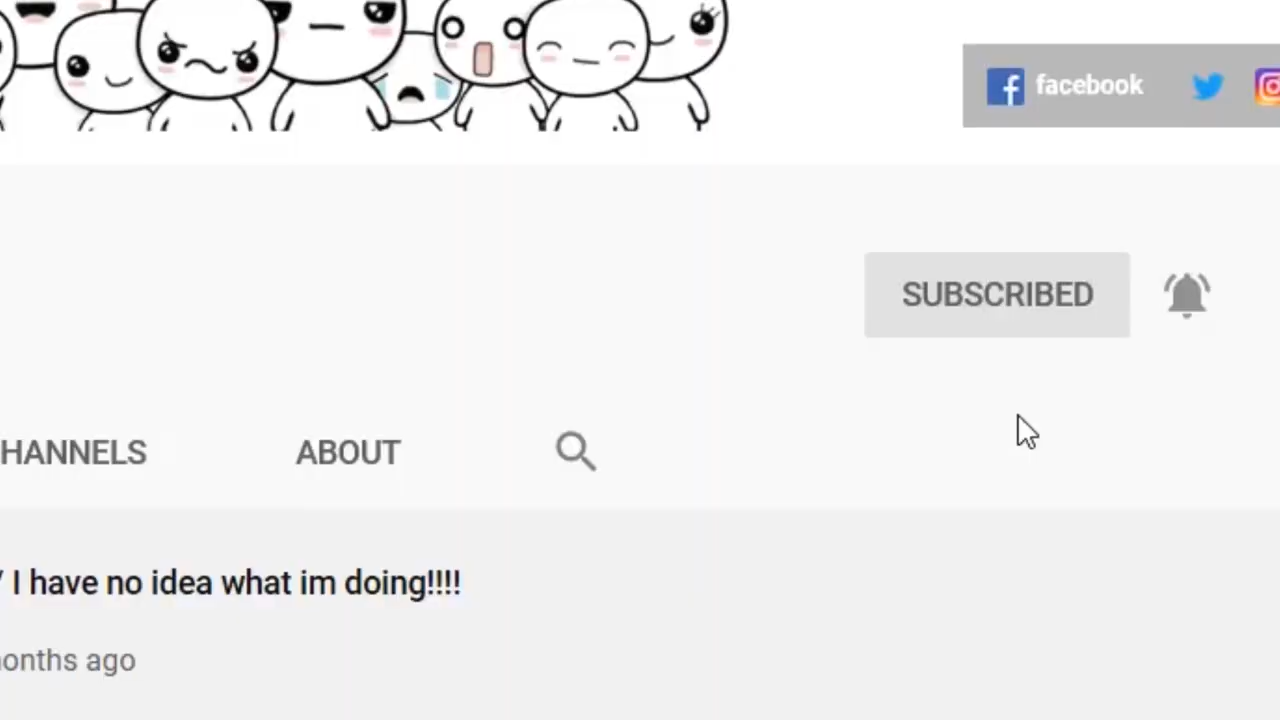 facebook
SUBSCRIBED
HANNELS ABOUT
I have no idea what im doing!!!!
onths ago